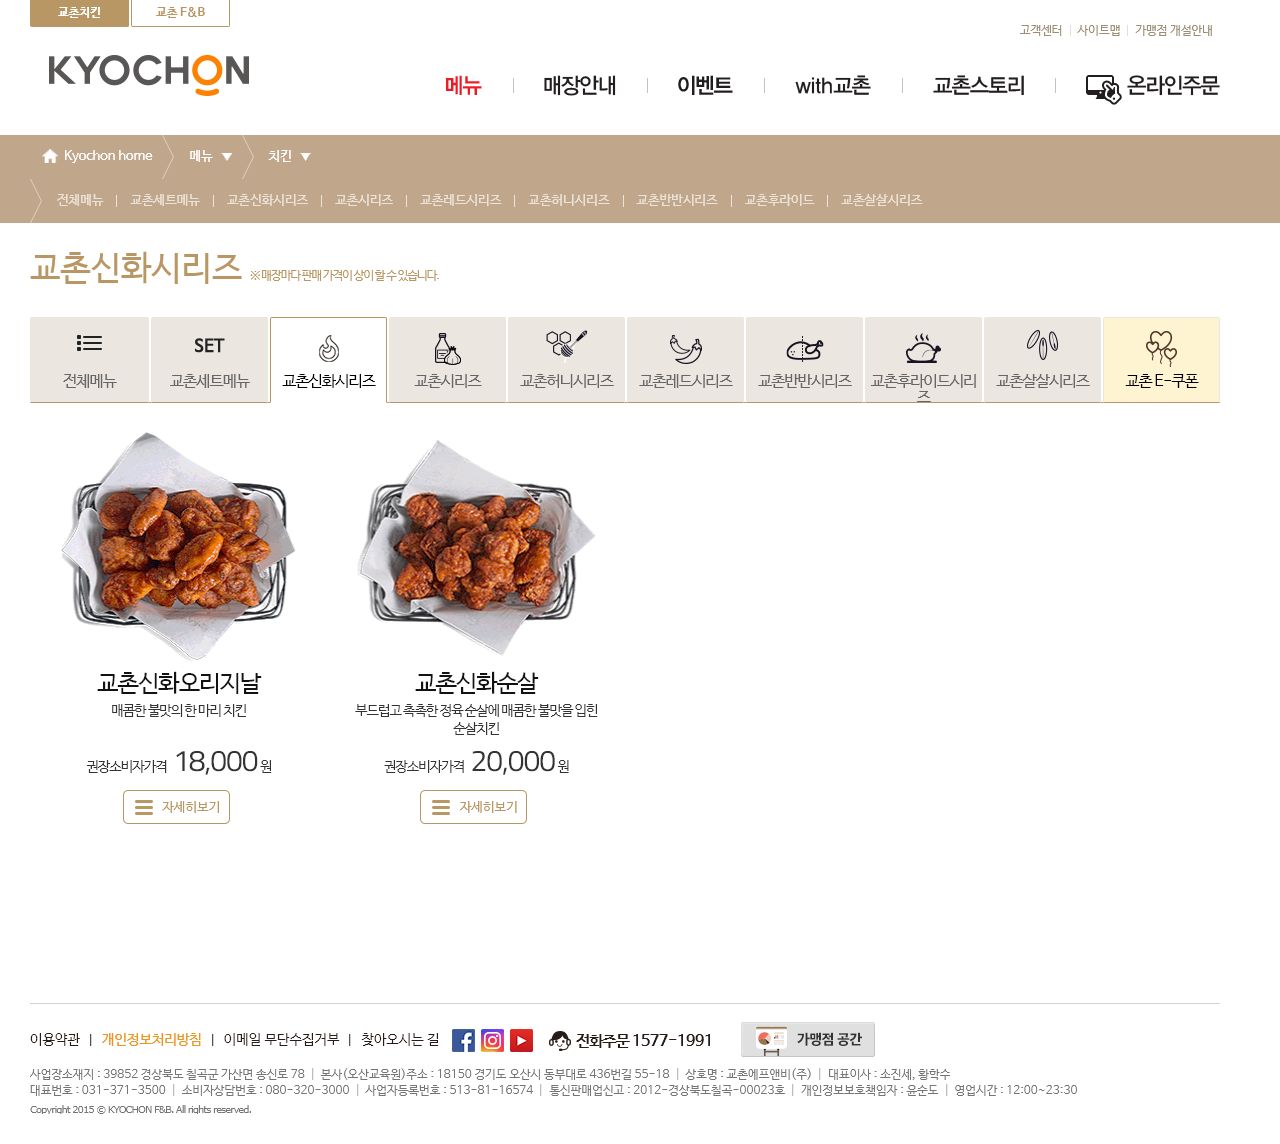 교촌치킨 교촌 F&B
고객센터 사이트맵 가맹점 개설안내
KYOCHON
메뉴 매장안내 이벤트 with교촌 교촌스토리 온라인주문
Kyochon home 메뉴 치킨
전체메뉴 교촌세트메뉴 교촌신화시리즈 교촌시리즈 교촌레드시리즈 교촌허니시리즈 교촌반반시리즈 교촌후라이드 교촌살살시리즈
교촌신화시리즈 ※ 매장마다 판매 가격이 상이 할 수 있습니다.
SET
전체메뉴 교촌세트메뉴 교촌신화시리즈 교촌시리즈 교촌허니시리즈 교촌레드시리즈 교촌반반시리즈 교촌후라이드시리즈 교촌살살시리즈 교촌 E-쿠폰
교촌신화오리지날
매콤한 불맛의 한 마리 치킨
권장소비자가격 18,000 원
자세히보기
교촌신화순살
부드럽고 촉촉한 정육 순살에 매콤한 불맛을 입힌
순살치킨
권장소비자가격 20,000 원
자세히보기
이용약관 | 개인정보처리방침 | 이메일 무단수집거부 | 찾아오시는 길 전화주문 1577-1991 가맹점 공간
사업장소재지 : 39852 경상북도 칠곡군 가산면 송신로 78 | 본사(오산교육원)주소 : 18150 경기도 오산시 동부대로 436번길 55-18 | 상호명 : 교촌에프앤비(주) | 대표이사 : 소진세, 황학수
대표번호 : 031-371-3500 | 소비자상담번호 : 080-320-3000 | 사업자등록번호 : 513-81-16574 | 통신판매업신고 : 2012-경상북도칠곡-00023호 | 개인정보보호책임자 : 윤순도 | 영업시간 : 12:00~23:30
Copyright 2015 © KYOCHON F&B. All rights reserved.